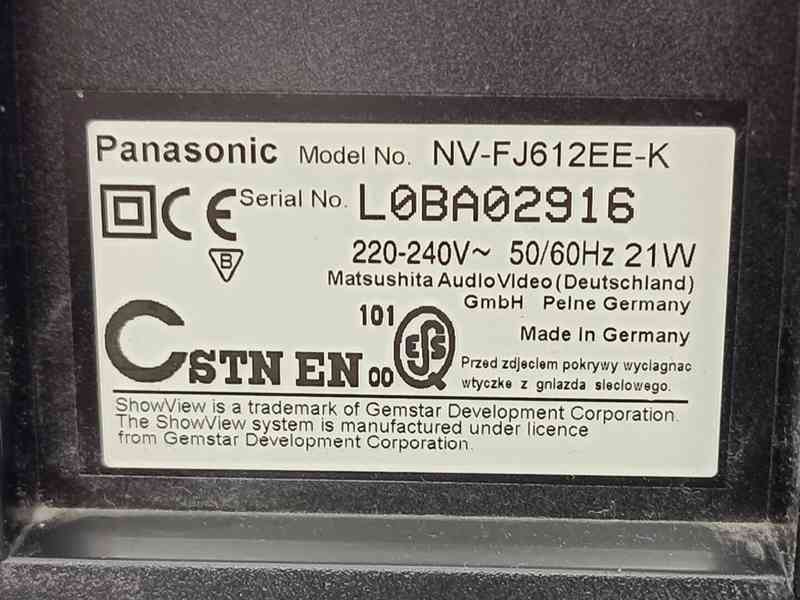 Panasonic Model No. NV-FJ612EE-K
CE Serial No. L0BA02916
B
220-240V~ 50/60Hz 21W
Matsushita AudioVideo(Deutschland)
GmbH Peine Germany
101
Made In Germany
CSTN EN 00
Przed zdjeciem pokrywy wyciagnac
wtyczke z gniazda sieciowego.
ShowView is a trademark of Gemstar Development Corporation.
The ShowView system is manufactured under licence
from Gemstar Development Corporation.